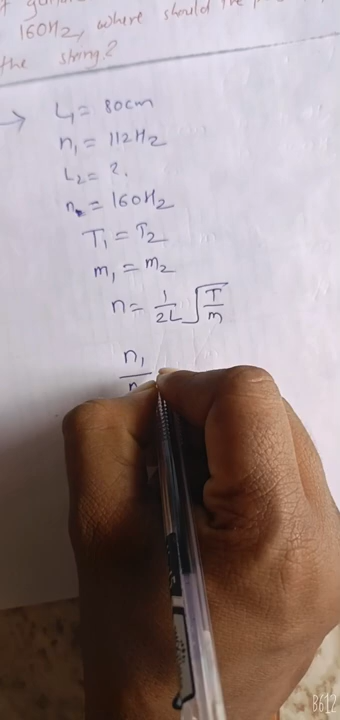 160Hz, where should the
the string?
→ L₁ = 80cm
n₁ = 112Hz
L₂ = ?.
n₂ = 160Hz
T₁ = T₂
m₁ = m₂
n = 1/2L √T/m
n₁/n
B612